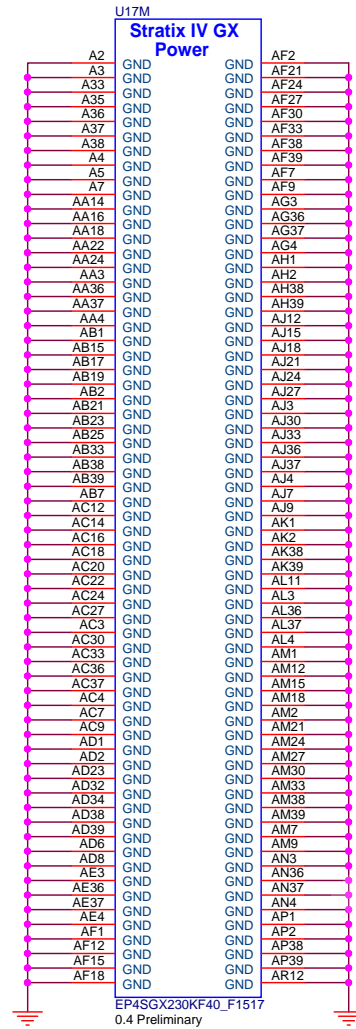 U17M
Stratix IV GX
Power
A2 GND GND AF2
A3 GND GND AF21
A33 GND GND AF24
A35 GND GND AF27
A36 GND GND AF30
A37 GND GND AF33
A38 GND GND AF38
A4 GND GND AF39
A5 GND GND AF7
A7 GND GND AF9
AA14 GND GND AG3
AA16 GND GND AG36
AA18 GND GND AG37
AA22 GND GND AG4
AA24 GND GND AH1
AA3 GND GND AH2
AA36 GND GND AH38
AA37 GND GND AH39
AA4 GND GND AJ12
AB1 GND GND AJ15
AB15 GND GND AJ18
AB17 GND GND AJ21
AB19 GND GND AJ24
AB2 GND GND AJ27
AB21 GND GND AJ3
AB23 GND GND AJ30
AB25 GND GND AJ33
AB33 GND GND AJ36
AB38 GND GND AJ37
AB39 GND GND AJ4
AB7 GND GND AJ7
AC12 GND GND AJ9
AC14 GND GND AK1
AC16 GND GND AK2
AC18 GND GND AK38
AC20 GND GND AK39
AC22 GND GND AL11
AC24 GND GND AL3
AC27 GND GND AL36
AC3 GND GND AL37
AC30 GND GND AL4
AC33 GND GND AM1
AC36 GND GND AM12
AC37 GND GND AM15
AC4 GND GND AM18
AC7 GND GND AM2
AC9 GND GND AM21
AD1 GND GND AM24
AD2 GND GND AM27
AD23 GND GND AM30
AD32 GND GND AM33
AD34 GND GND AM38
AD38 GND GND AM39
AD39 GND GND AM7
AD6 GND GND AM9
AD8 GND GND AN3
AE3 GND GND AN36
AE36 GND GND AN37
AE37 GND GND AN4
AE4 GND GND AP1
AF1 GND GND AP2
AF12 GND GND AP38
AF15 GND GND AP39
AF18 GND GND AR12
EP4SGX230KF40_F1517
0.4 Preliminary